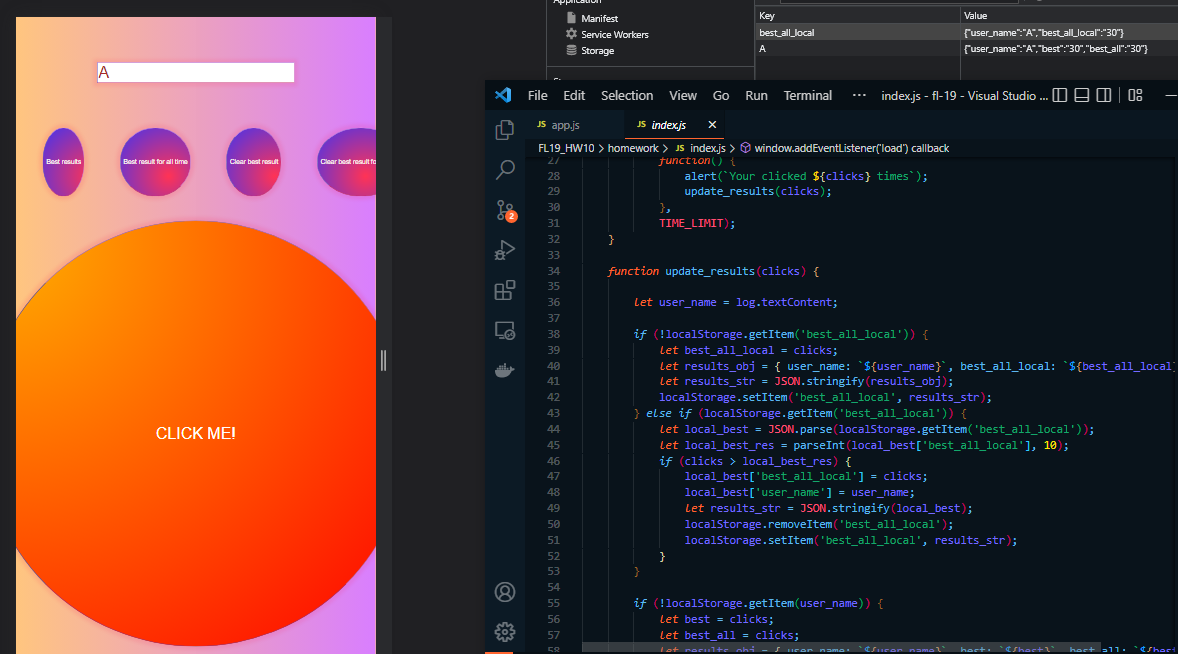 Application
Manifest
Service Workers
Storage
Key Value
best_all_local {"user_name":"A","best_all_local":"30"}
A {"user_name":"A","best":"30","best_all":"30"}
A
Best results
Best result for all time
Clear best result
Clear best result fo
CLICK ME!
File Edit Selection View Go Run Terminal ··· index.js - fl-19 - Visual Studio ...
JS app.js JS index.js
FL19_HW10 > homework > JS index.js > window.addEventListener('load') callback
2
27 function() {
28 alert(`Your clicked ${clicks} times`);
29 update_results(clicks);
30 },
31 TIME_LIMIT);
32 }
33
34 function update_results(clicks) {
35
36 let user_name = log.textContent;
37
38 if (!localStorage.getItem('best_all_local')) {
39 let best_all_local = clicks;
40 let results_obj = { user_name: `${user_name}`, best_all_local: `${best_all_local}
41 let results_str = JSON.stringify(results_obj);
42 localStorage.setItem('best_all_local', results_str);
43 } else if (localStorage.getItem('best_all_local')) {
44 let local_best = JSON.parse(localStorage.getItem('best_all_local'));
45 let local_best_res = parseInt(local_best['best_all_local'], 10);
46 if (clicks > local_best_res) {
47 local_best['best_all_local'] = clicks;
48 local_best['user_name'] = user_name;
49 let results_str = JSON.stringify(local_best);
50 localStorage.removeItem('best_all_local');
51 localStorage.setItem('best_all_local', results_str);
52 }
53 }
54
55 if (!localStorage.getItem(user_name)) {
56 let best = clicks;
57 let best_all = clicks;
58 let results_obj = { user_name: `${user_name}`, best: `${best}`, best_all: `${bes